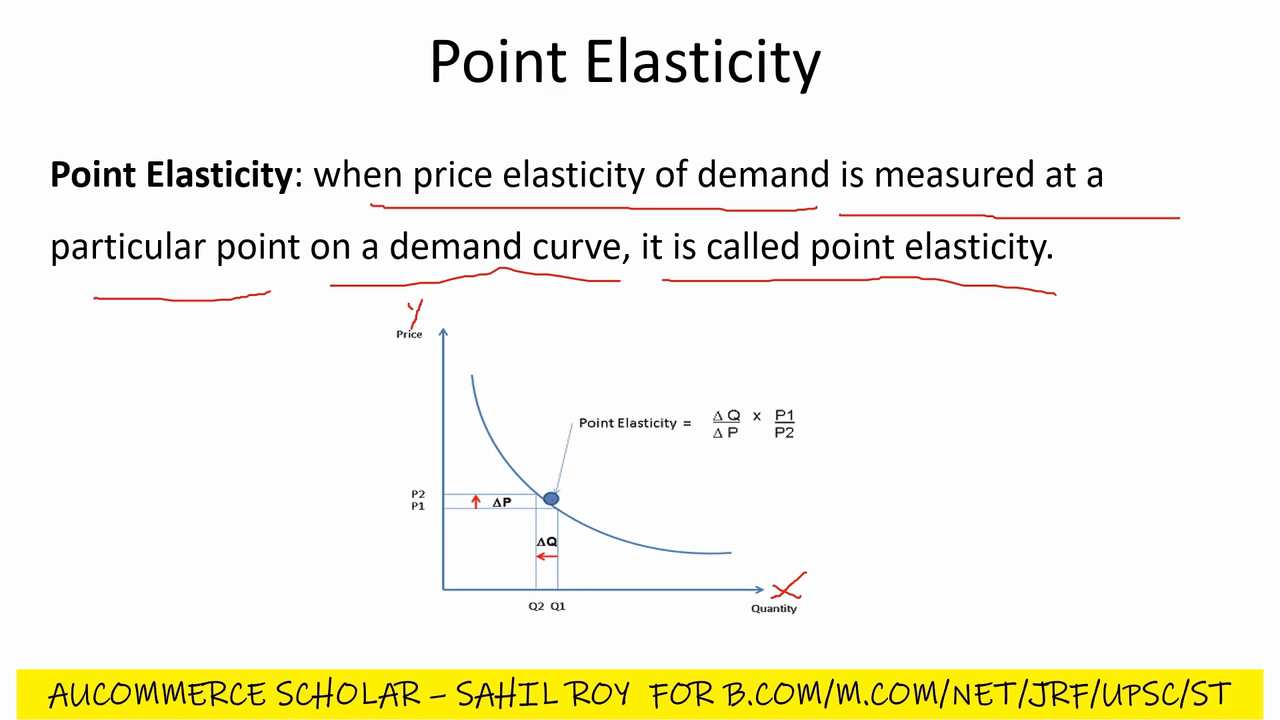 Point Elasticity
Point Elasticity: when price elasticity of demand is measured at a
particular point on a demand curve, it is called point elasticity.
Y
Price
Point Elasticity = Δ Q x P1
Δ P P2
P2
P1
ΔP
ΔQ
X
Q2 Q1
Quantity
AUCOMMERCE SCHOLAR – SAHIL ROY FOR B.COM/M.COM/NET/JRF/UPSC/ST